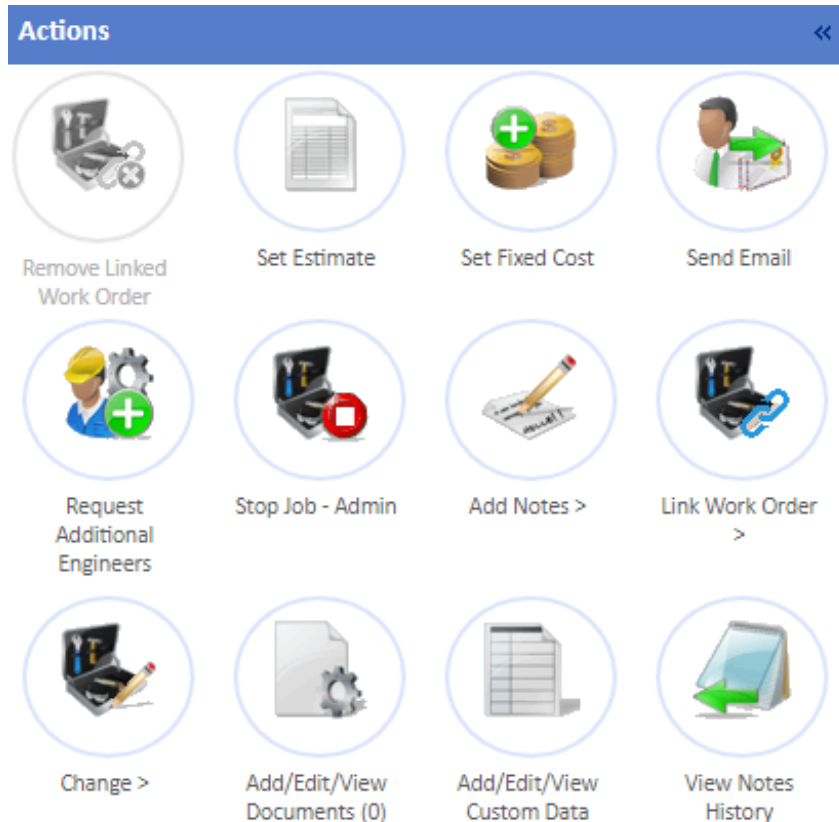 Actions
«
Remove Linked
Work Order
Set Estimate
Set Fixed Cost
Send Email
Request
Additional
Engineers
Stop Job - Admin
Add Notes >
Link Work Order
>
Change >
Add/Edit/View
Documents (0)
Add/Edit/View
Custom Data
View Notes
History